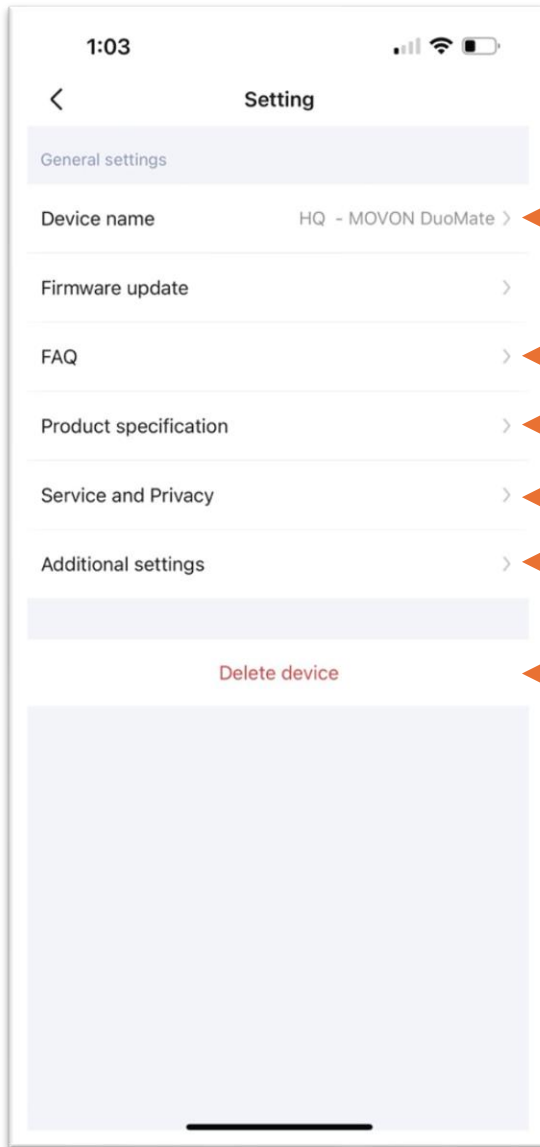 1:03
Setting
General settings
Device name HQ - MOVON DuoMate
Firmware update
FAQ
Product specification
Service and Privacy
Additional settings
Delete device